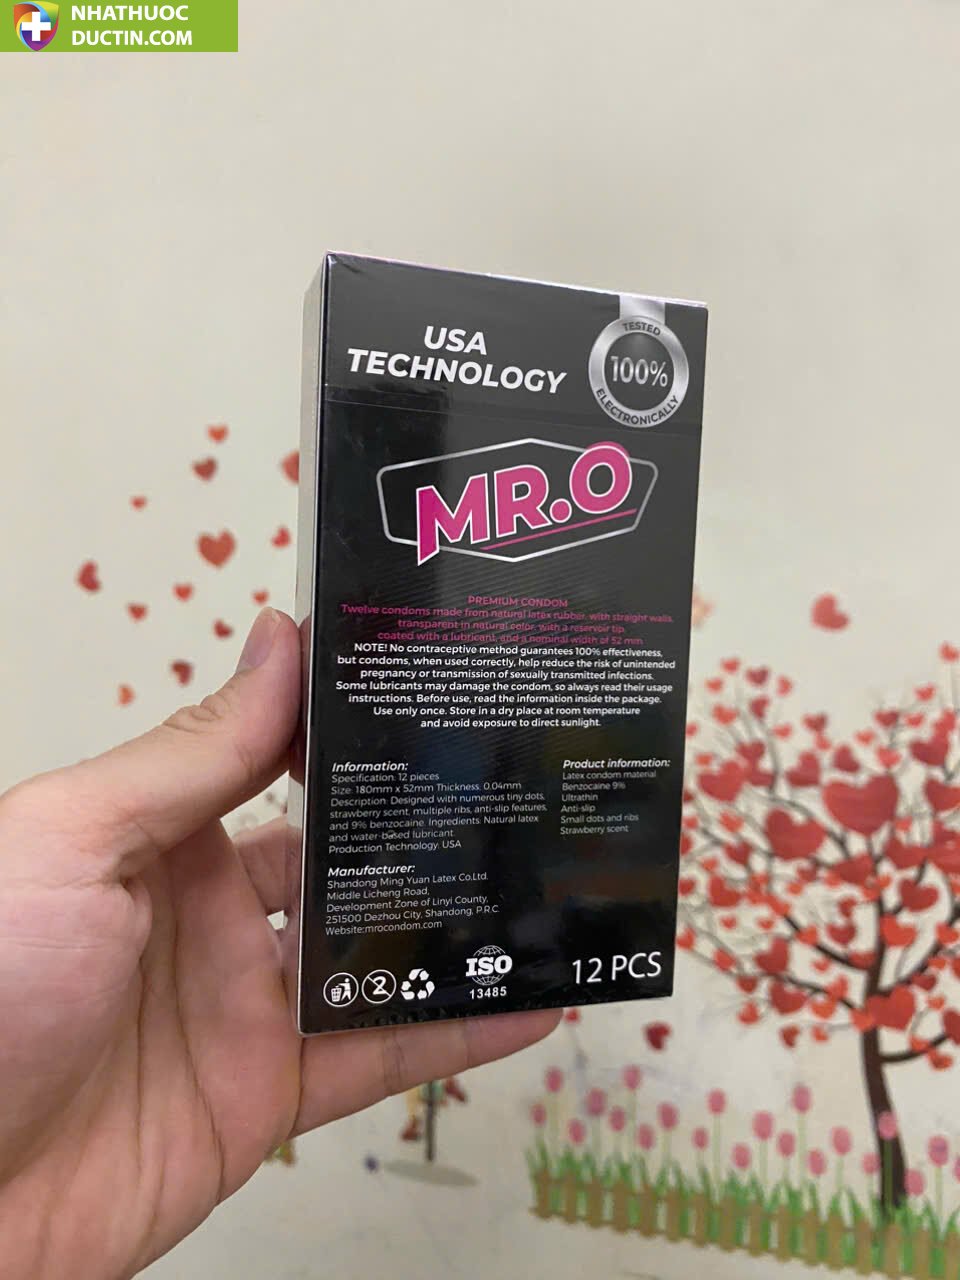 NHATHUOC
DUCTIN.COM
USA
TECHNOLOGY
TESTED
100%
ELECTRONICALLY
MR.O
PREMIUM CONDOM
Twelve condoms made from natural latex rubber, with straight walls,
transparent in natural color, with a reservoir tip,
coated with a lubricant, and a nominal width of 52 mm
NOTE! No contraceptive method guarantees 100% effectiveness,
but condoms, when used correctly, help reduce the risk of unintended
pregnancy or transmission of sexually transmitted infections.
Some lubricants may damage the condom, so always read their usage
instructions. Before use, read the information inside the package.
Use only once. Store in a dry place at room temperature
and avoid exposure to direct sunlight.
Information:
Specification: 12 pieces
Size: 180mm x 52mm Thickness: 0.04mm
Description: Designed with numerous tiny dots,
strawberry scent, multiple ribs, anti-slip features,
and 9% benzocaine. Ingredients: Natural latex
and water-based lubricant.
Production Technology: USA
Product information:
Latex condom material
Benzocaine 9%
Ultrathin
Anti-slip
Small dots and ribs
Strawberry scent
Manufacturer:
Shandong Ming Yuan Latex Co.Ltd.
Middle Licheng Road,
Development Zone of Linyi County,
251500 Dezhou City, Shandong, P.R.C.
Website:mrocondom.com
2
ISO
13485
12 PCS